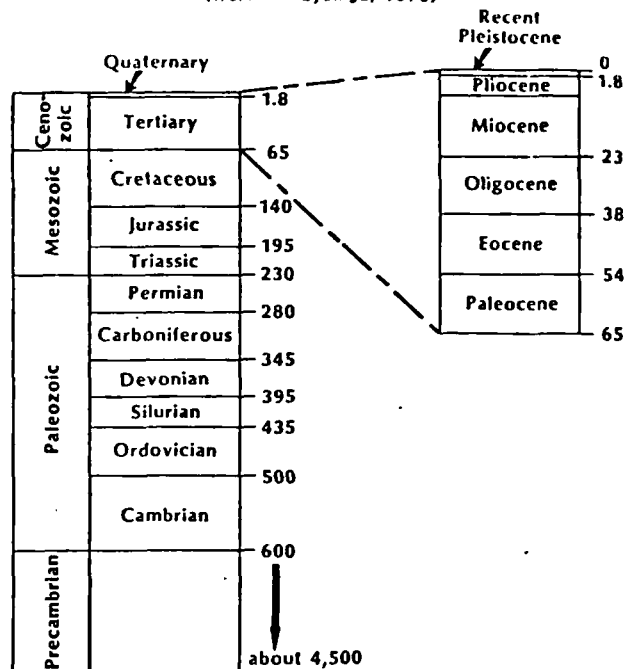 Quaternary
1.8
Cenozoic
Tertiary
65
Mesozoic
Cretaceous
140
Jurassic
195
Triassic
230
Paleozoic
Permian
280
Carboniferous
345
Devonian
395
Silurian
435
Ordovician
500
Cambrian
600
Precambrian
about 4,500
Recent
Pleistocene
0
1.8
Pliocene
Miocene
23
Oligocene
38
Eocene
54
Paleocene
65